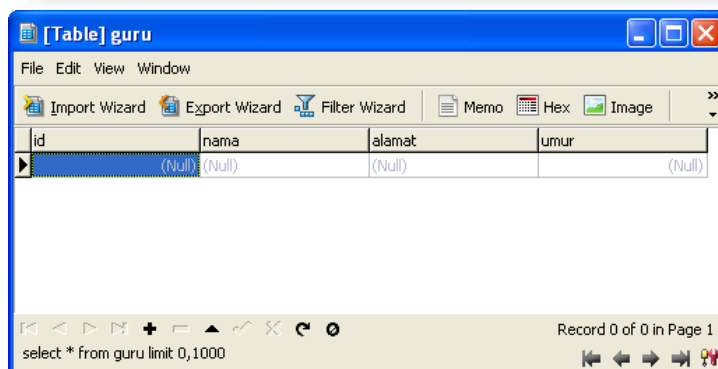 [Table] guru
File Edit View Window
Import Wizard Export Wizard Filter Wizard Memo Hex Image
id nama alamat umur
(Null) (Null) (Null) (Null)
Record 0 of 0 in Page 1
select * from guru limit 0,1000